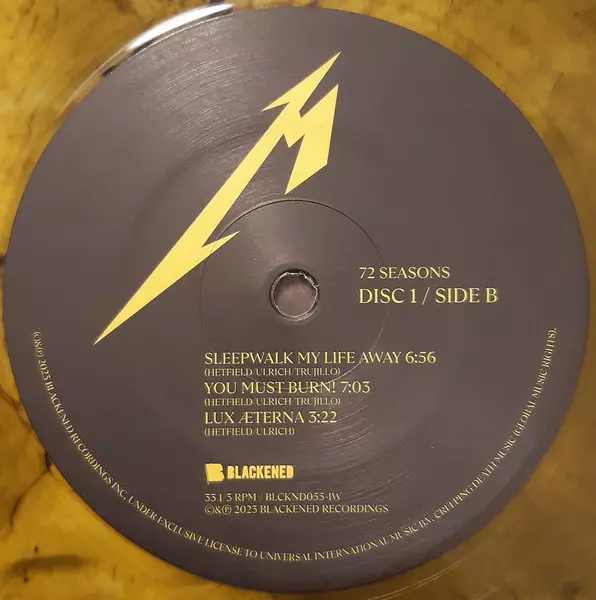 72 SEASONS
DISC 1 / SIDE B
SLEEPWALK MY LIFE AWAY 6:56
(HETFIELD/ULRICH/TRUJILLO)
YOU MUST BURN! 7:03
(HETFIELD/ULRICH/TRUJILLO)
LUX ÆTERNA 3:22
(HETFIELD/ULRICH)
B BLACKENED
33 1/3 RPM / BLCKND055-1W
©&℗ 2023 BLACKENED RECORDINGS
©&℗ 2023 BLACKENED RECORDINGS INC. UNDER EXCLUSIVE LICENSE TO UNIVERSAL INTERNATIONAL MUSIC B.V. CREEPING DEATH MUSIC (GLOBAL MUSIC RIGHTS).